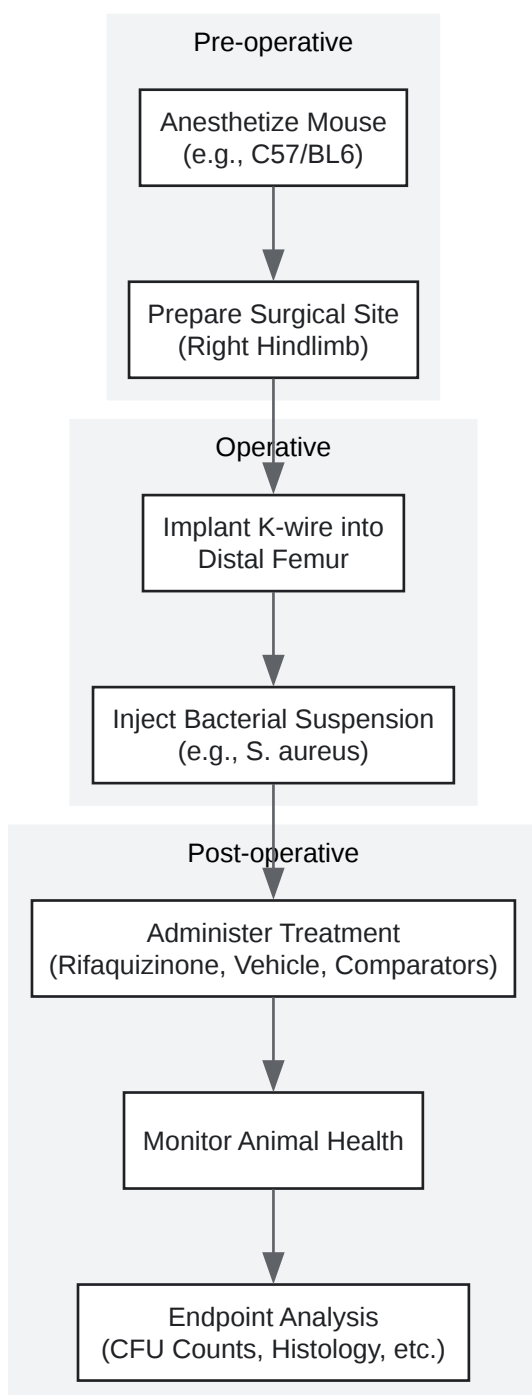 Pre-operative
Anesthetize Mouse
(e.g., C57/BL6)
Prepare Surgical Site
(Right Hindlimb)
Operative
Implant K-wire into
Distal Femur
Inject Bacterial Suspension
(e.g., S. aureus)
Post-operative
Administer Treatment
(Rifaquizinone, Vehicle, Comparators)
Monitor Animal Health
Endpoint Analysis
(CFU Counts, Histology, etc.)